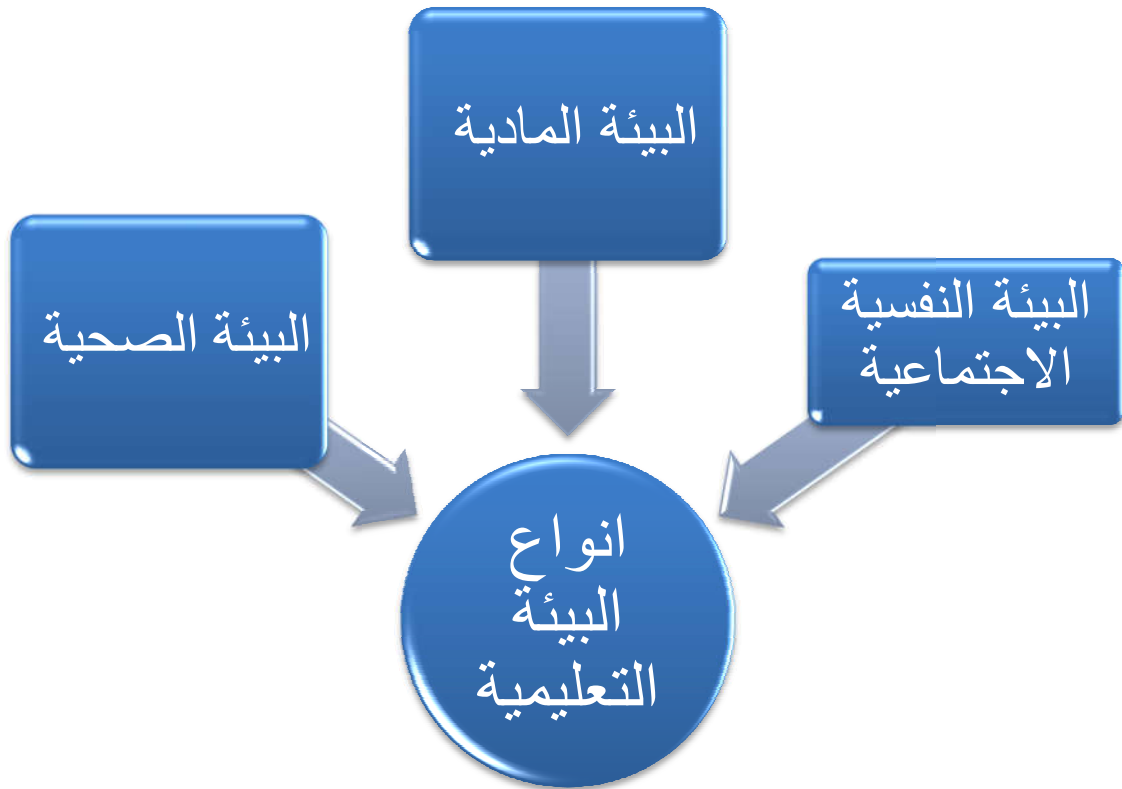 البيئة المادية
البيئة النفسية
الاجتماعية
البيئة الصحية
انواع
البيئة
التعليمية